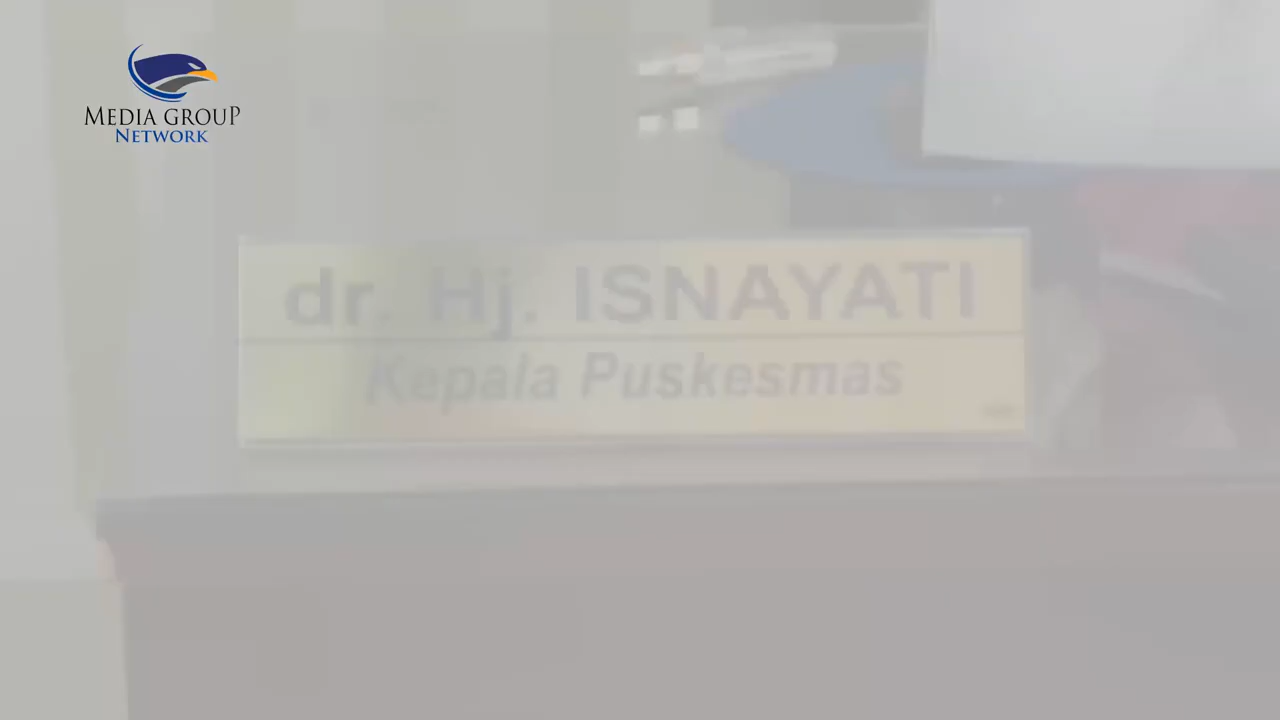 MEDIA GROUP
NETWORK
dr. Hj. ISNAYATI
Kepala Puskesmas